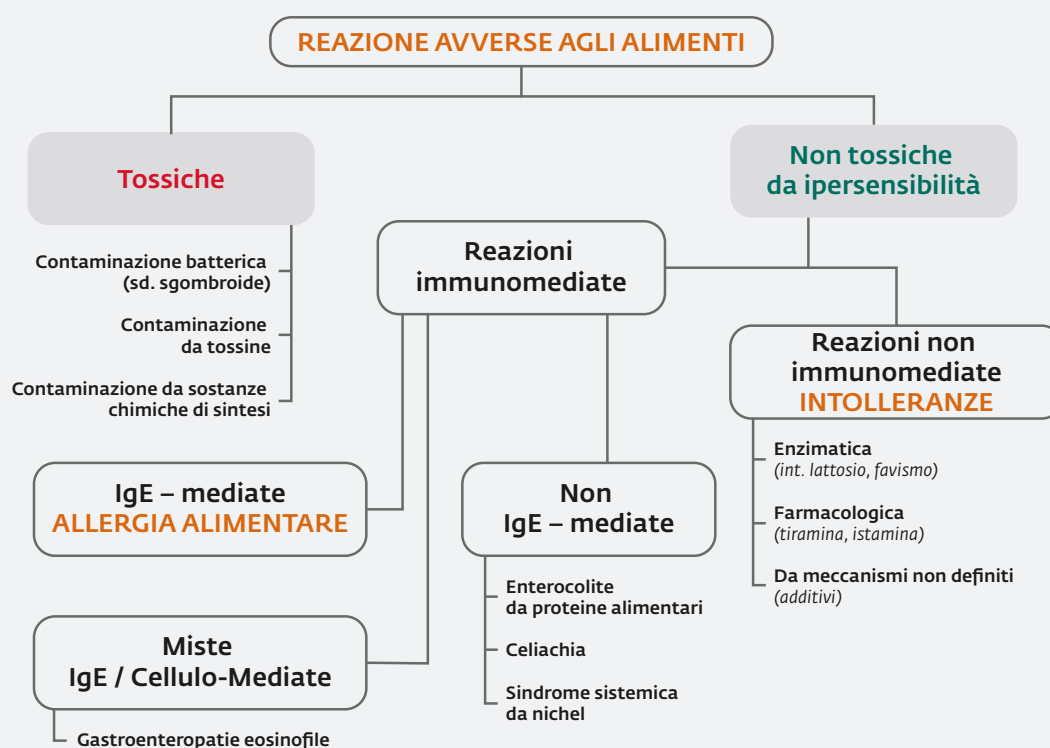 REAZIONE AVVERSE AGLI ALIMENTI
Tossiche
Contaminazione batterica
(sd. sgombroide)
Contaminazione
da tossine
Contaminazione da sostanze
chimiche di sintesi
Non tossiche
da ipersensibilità
Reazioni
immunomediate
Reazioni non
immunomediate
INTOLLERANZE
Enzimatica
(int. lattosio, favismo)
Farmacologica
(tiramina, istamina)
Da meccanismi non definiti
(additivi)
IgE – mediate
ALLERGIA ALIMENTARE
Non
IgE – mediate
Enterocolite
da proteine alimentari
Celiachia
Sindrome sistemica
da nichel
Miste
IgE / Cellulo-Mediate
Gastroenteropatie eosinofile